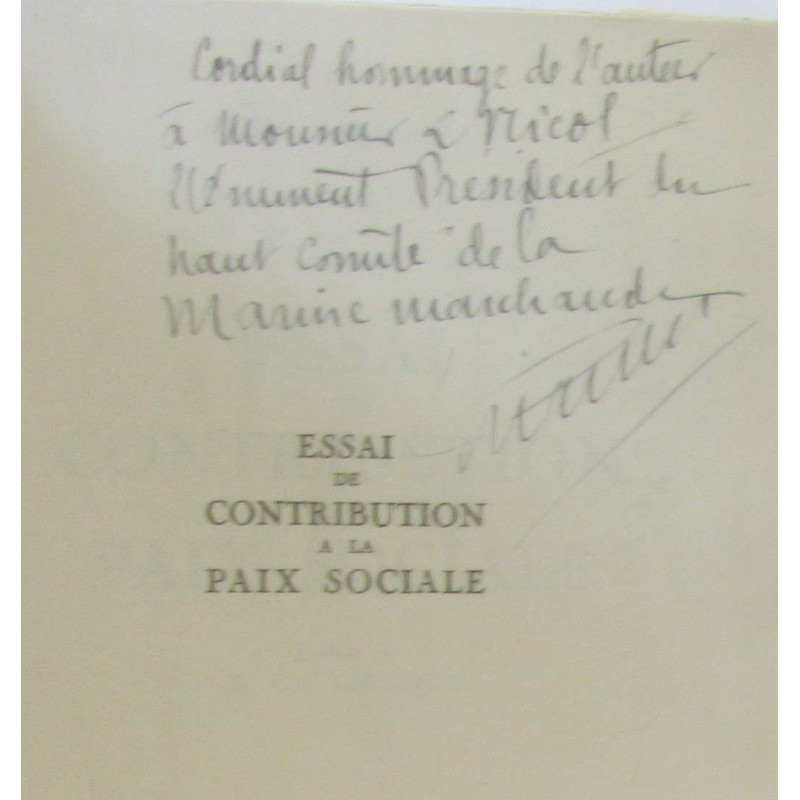 Cordial hommage de l'auteur
à Monsieur L Nicol
l'éminent Président du
haut Comité de la
Marine marchande
ESSAI
DE
CONTRIBUTION
A LA
PAIX SOCIALE